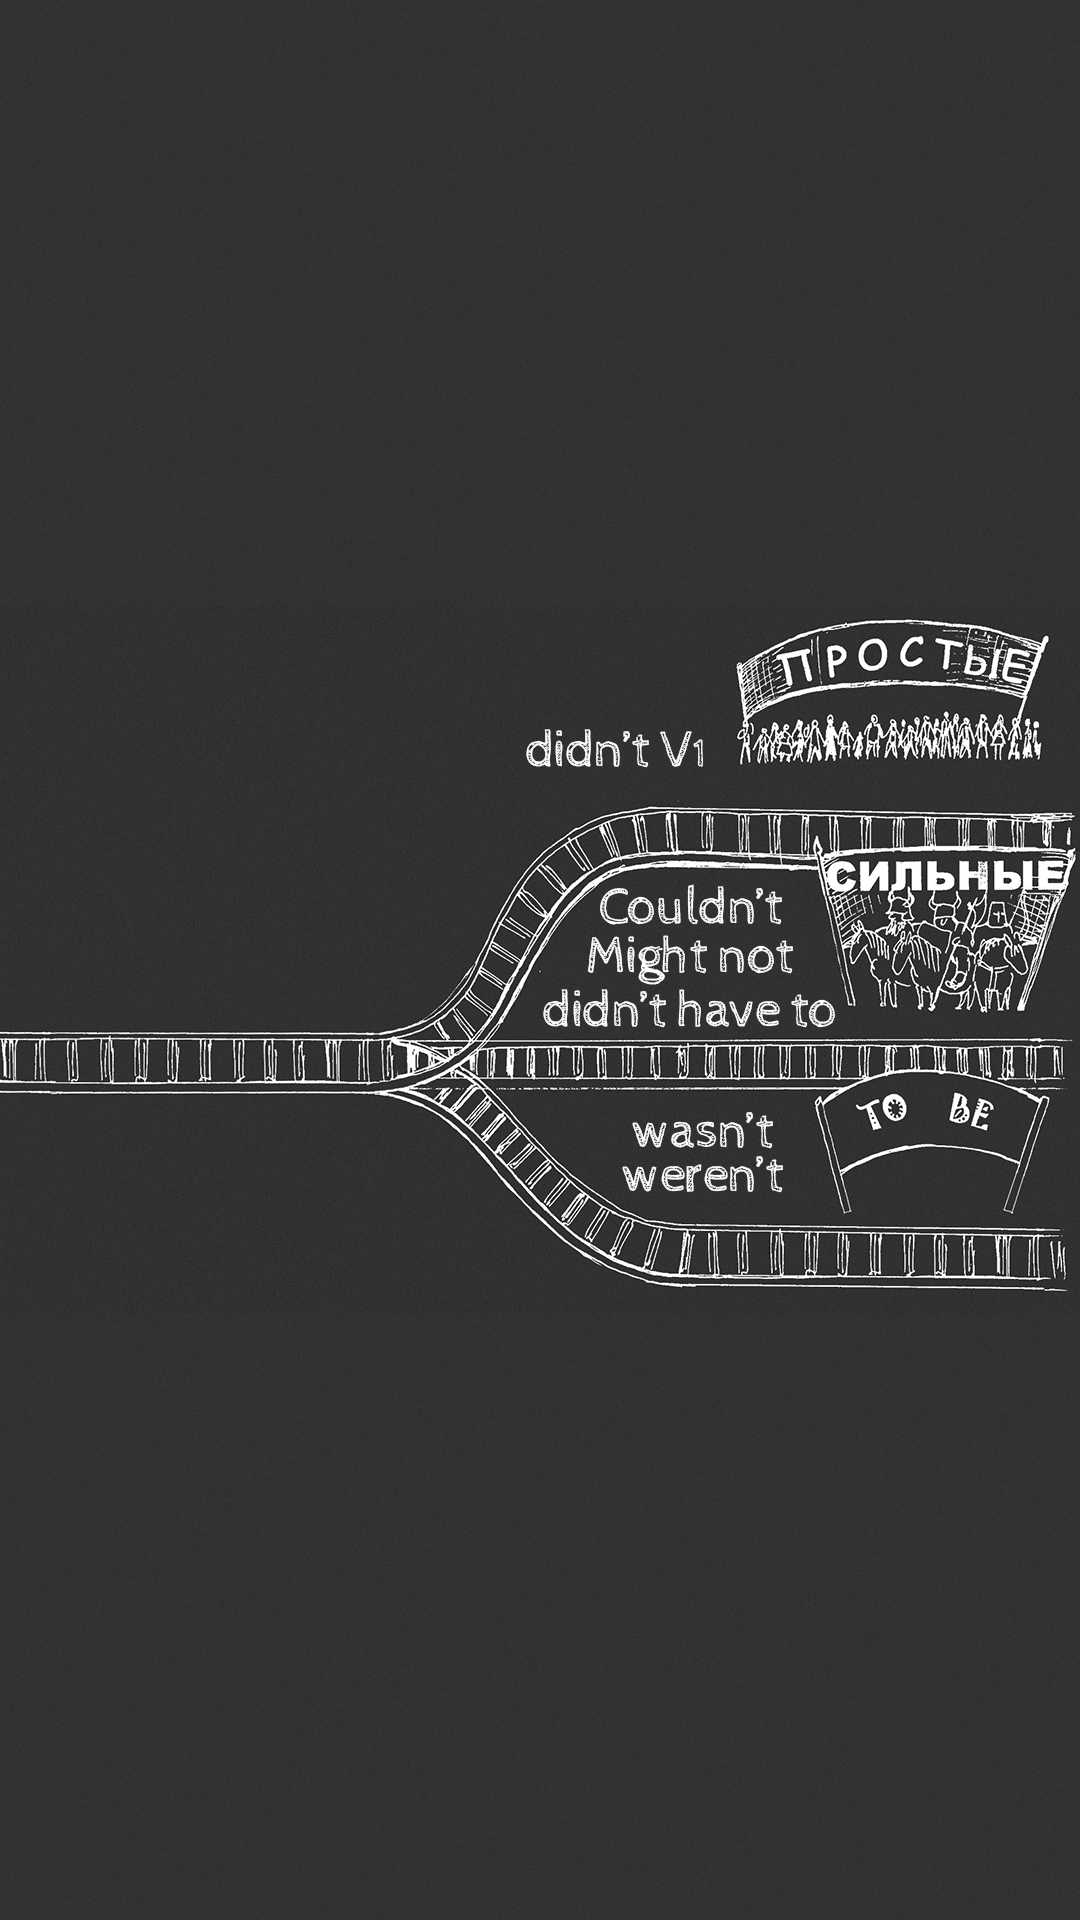 ПРОСТЫЕ
didn't V1
СИЛЬНЫЕ
Couldn't
Might not
didn't have to
TO BE
wasn't
weren't